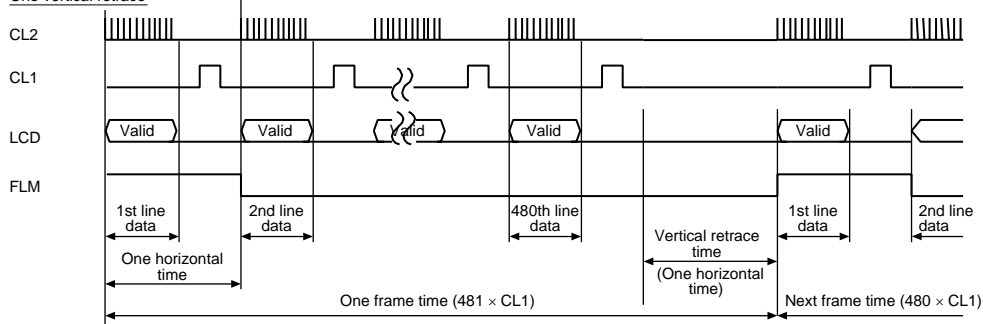 One vertical retrace
CL2
CL1
LCD
Valid
Valid
Valid
Valid
Valid
FLM
1st line
data
2nd line
data
480th line
data
1st line
data
2nd line
data
One horizontal
time
Vertical retrace
time
(One horizontal
time)
One frame time (481 × CL1)
Next frame time (480 × CL1)